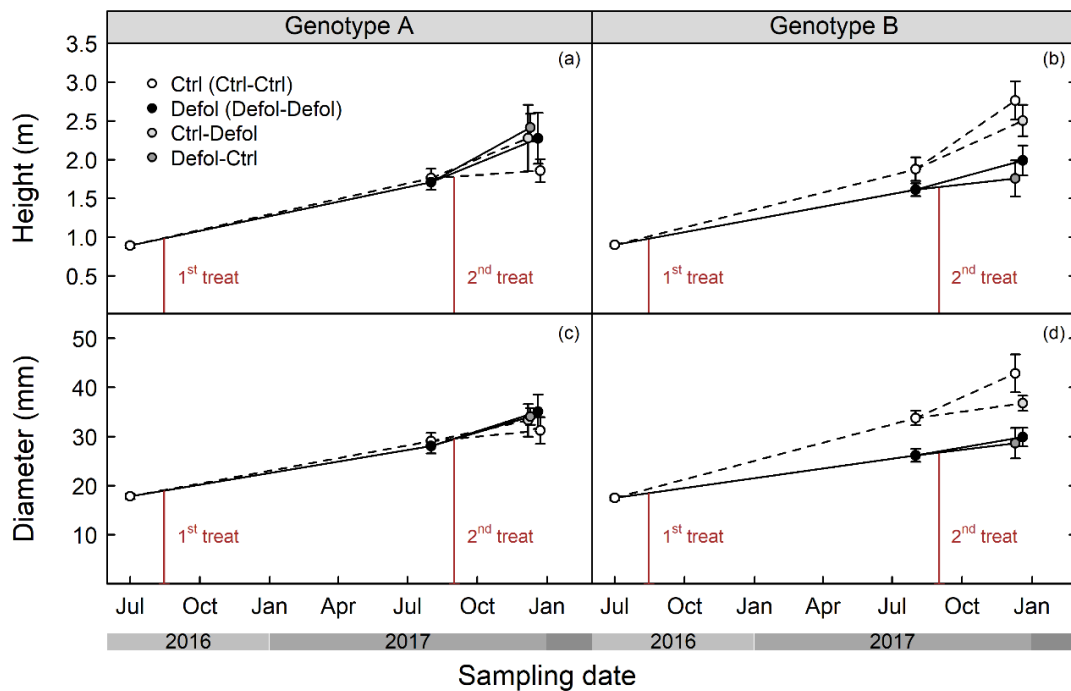 Genotype A
Genotype B
Height (m)
3.5
3.0
2.5
2.0
1.5
1.0
0.5
(a)
Ctrl (Ctrl-Ctrl)
Defol (Defol-Defol)
Ctrl-Defol
Defol-Ctrl
1st treat
2nd treat
(b)
1st treat
2nd treat
Diameter (mm)
50
40
30
20
10
(c)
1st treat
2nd treat
(d)
1st treat
2nd treat
Jul Oct Jan Apr Jul Oct Jan
Jul Oct Jan Apr Jul Oct Jan
2016 2017
2016 2017
Sampling date